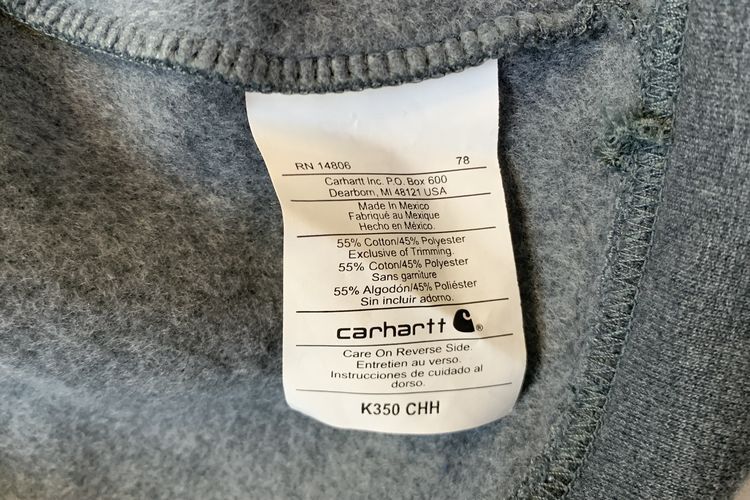 RN 14806 78
Carhartt Inc. P.O. Box 600
Dearborn, MI 48121 USA
Made In Mexico
Fabriqué au Mexique
Hecho en México.
55% Cotton/45% Polyester
Exclusive of Trimming.
55% Coton/45% Polyester
Sans garniture
55% Algodón/45% Poliéster
Sin incluir adorno.
carhartt ®
Care On Reverse Side.
Entretien au verso.
Instrucciones de cuidado al
dorso.
K350 CHH